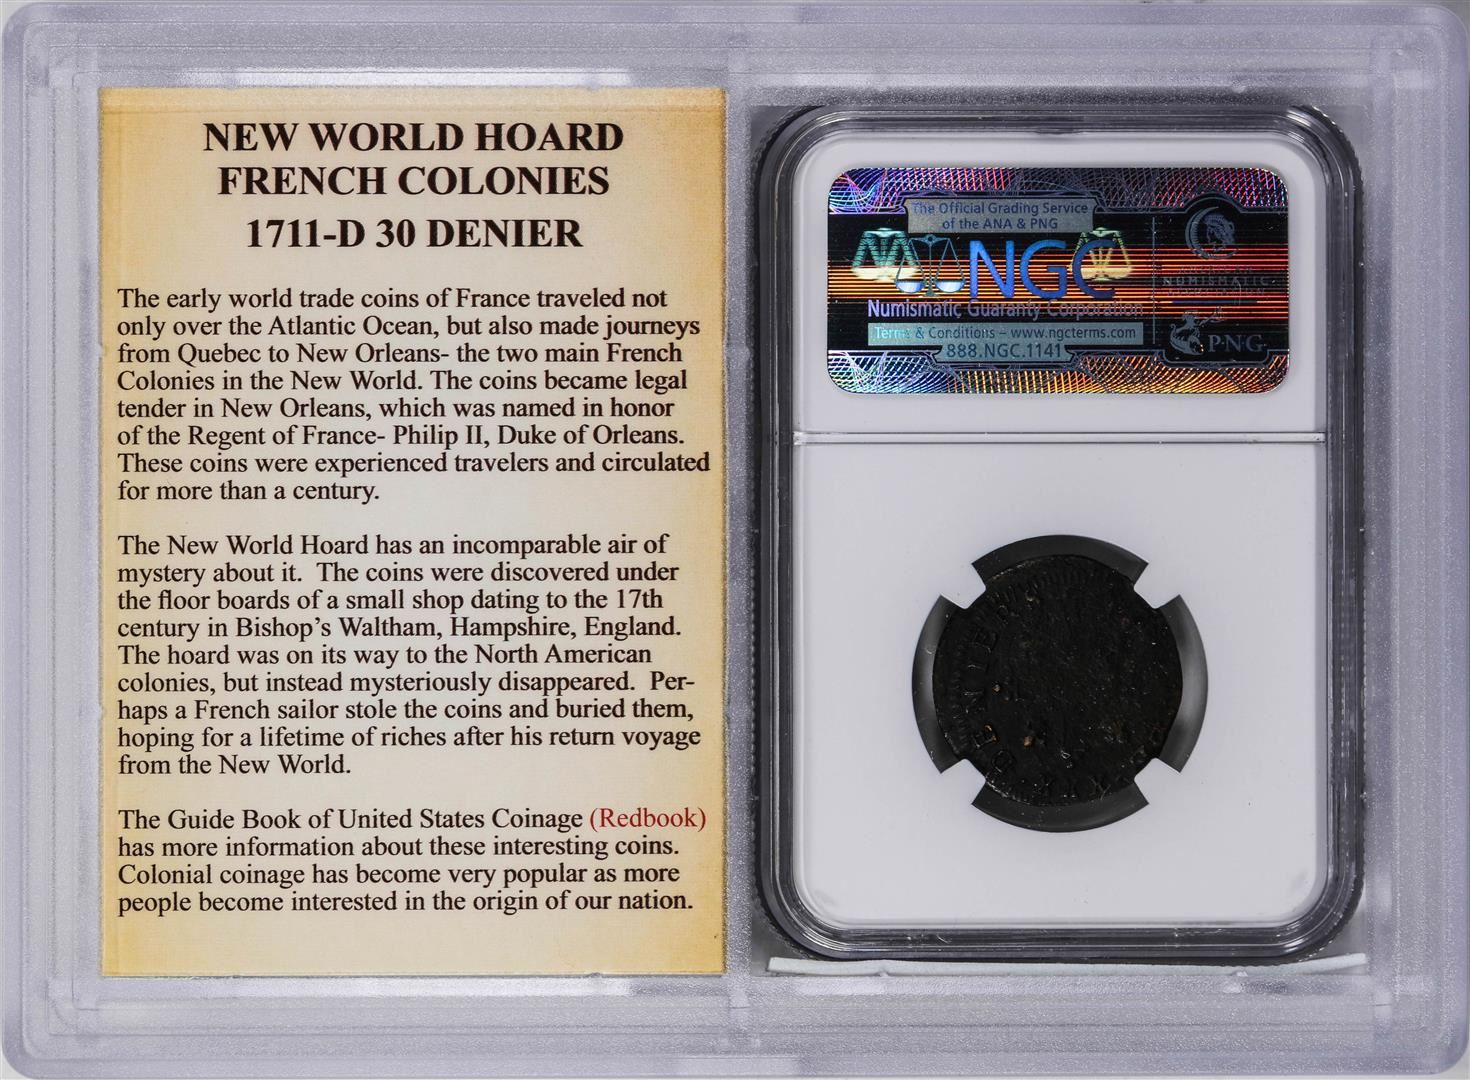 NEW WORLD HOARD
FRENCH COLONIES
1711-D 30 DENIER
The early world trade coins of France traveled not
only over the Atlantic Ocean, but also made journeys
from Quebec to New Orleans- the two main French
Colonies in the New World. The coins became legal
tender in New Orleans, which was named in honor
of the Regent of France- Philip II, Duke of Orleans.
These coins were experienced travelers and circulated
for more than a century.
The New World Hoard has an incomparable air of
mystery about it. The coins were discovered under
the floor boards of a small shop dating to the 17th
century in Bishop's Waltham, Hampshire, England.
The hoard was on its way to the North American
colonies, but instead mysteriously disappeared. Per-
haps a French sailor stole the coins and buried them,
hoping for a lifetime of riches after his return voyage
from the New World.
The Guide Book of United States Coinage (Redbook)
has more information about these interesting coins.
Colonial coinage has become very popular as more
people become interested in the origin of our nation.
The Official Grading Service
of the ANA & PNG
NGC
Numismatic Guaranty Corporation
Terms & Conditions – www.ngcterms.com
888.NGC.1141
NUMISMATIC
P·N·G
XXX DENIERS